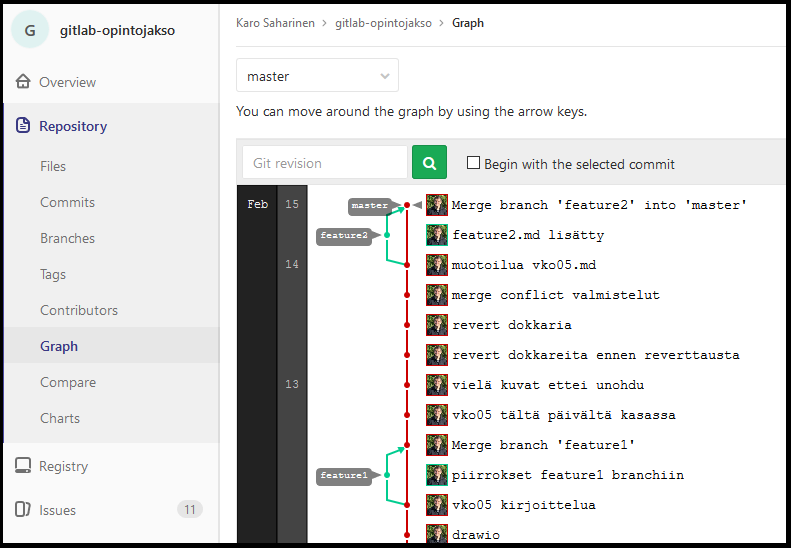 G gitlab-opintojakso
Overview
Repository
Files
Commits
Branches
Tags
Contributors
Graph
Compare
Charts
Registry
Issues 11
Karo Saharinen > gitlab-opintojakso > Graph
master
You can move around the graph by using the arrow keys.
Git revision
Begin with the selected commit
Feb 15 master Merge branch 'feature2' into 'master'
feature2 feature2.md lisätty
14 muotoilua vko05.md
merge conflict valmistelut
revert dokkaria
revert dokkareita ennen reverttausta
13 vielä kuvat ettei unohdu
vko05 tältä päivältä kasassa
Merge branch 'feature1'
feature1 piirrokset feature1 branchiin
vko05 kirjoittelua
drawio